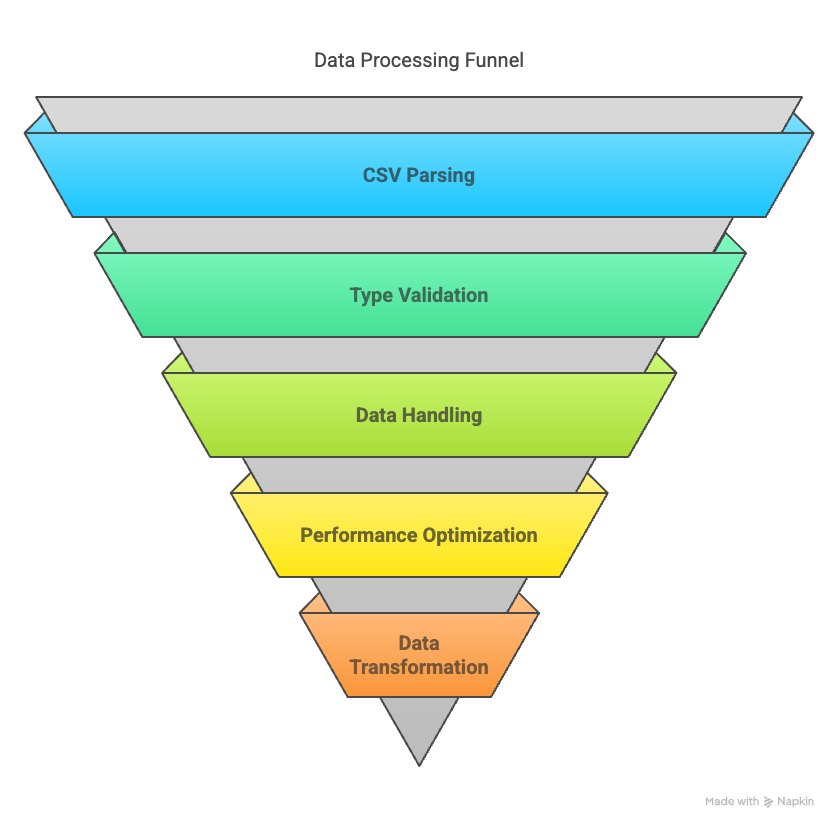 Data Processing Funnel
CSV Parsing
Type Validation
Data Handling
Performance Optimization
Data
Transformation
Made with Napkin